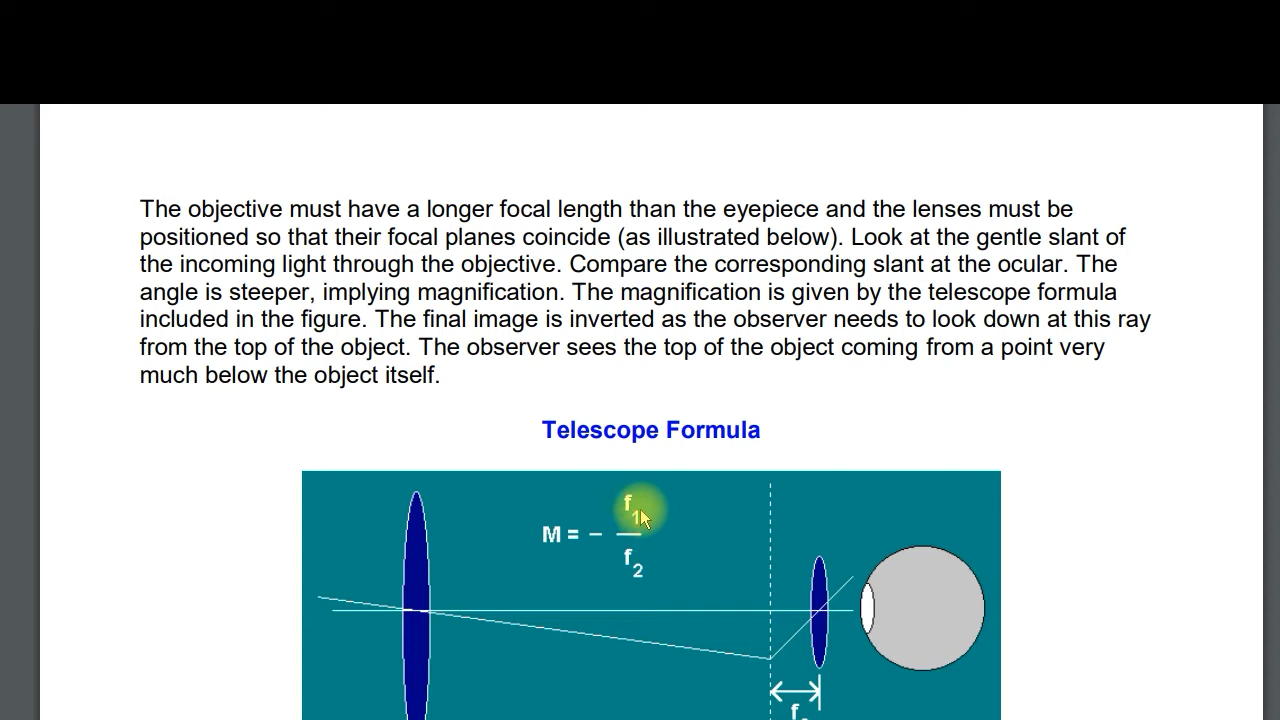 The objective must have a longer focal length than the eyepiece and the lenses must be
positioned so that their focal planes coincide (as illustrated below). Look at the gentle slant of
the incoming light through the objective. Compare the corresponding slant at the ocular. The
angle is steeper, implying magnification. The magnification is given by the telescope formula
included in the figure. The final image is inverted as the observer needs to look down at this ray
from the top of the object. The observer sees the top of the object coming from a point very
much below the object itself.
Telescope Formula
f1
M = −
f2
f